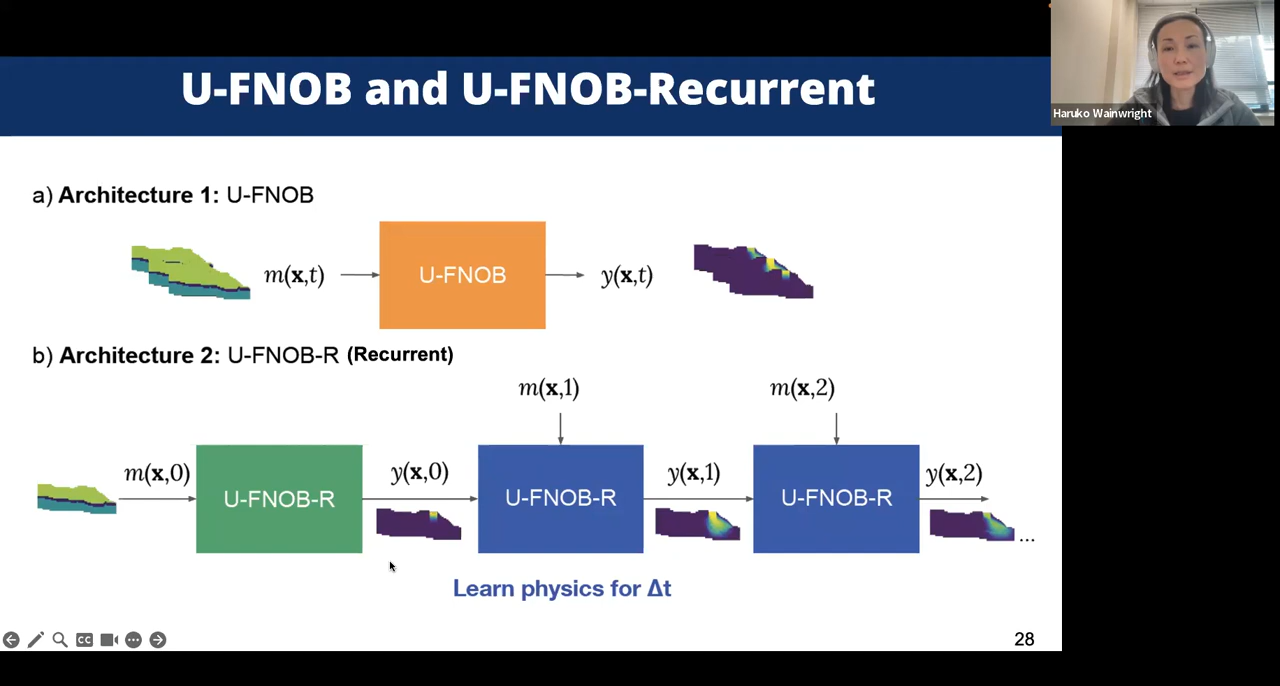 U-FNOB and U-FNOB-Recurrent
Haruko Wainwright
a) Architecture 1: U-FNOB
m(x,t)
U-FNOB
y(x,t)
b) Architecture 2: U-FNOB-R (Recurrent)
m(x,1)
m(x,2)
m(x,0)
U-FNOB-R
y(x,0)
U-FNOB-R
y(x,1)
U-FNOB-R
y(x,2)
...
Learn physics for Δt
CC
28